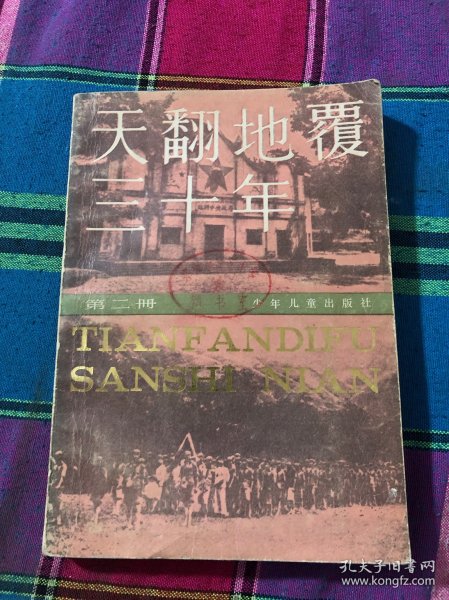 天翻地覆
三十年
第二册 少年儿童出版社
TIANFANDIFU
SANSHI NIAN
孔夫子旧书网
www.kongfz.com